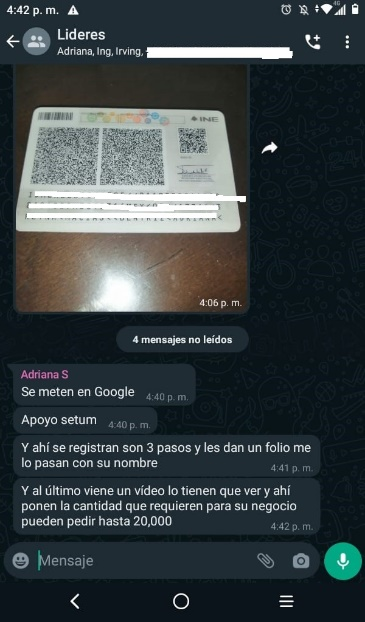 4:42 p. m.
Lideres
Adriana, Ing, Irving,
INE
4:06 p. m.
4 mensajes no leídos
Adriana S
Se meten en Google 4:40 p. m.
Apoyo setum 4:40 p. m.
Y ahí se registran son 3 pasos y les dan un folio me
lo pasan con su nombre
4:41 p. m.
Y al último viene un vídeo lo tienen que ver y ahí
ponen la cantidad que requieren para su negocio
pueden pedir hasta 20,000
4:42 p. m.
Mensaje